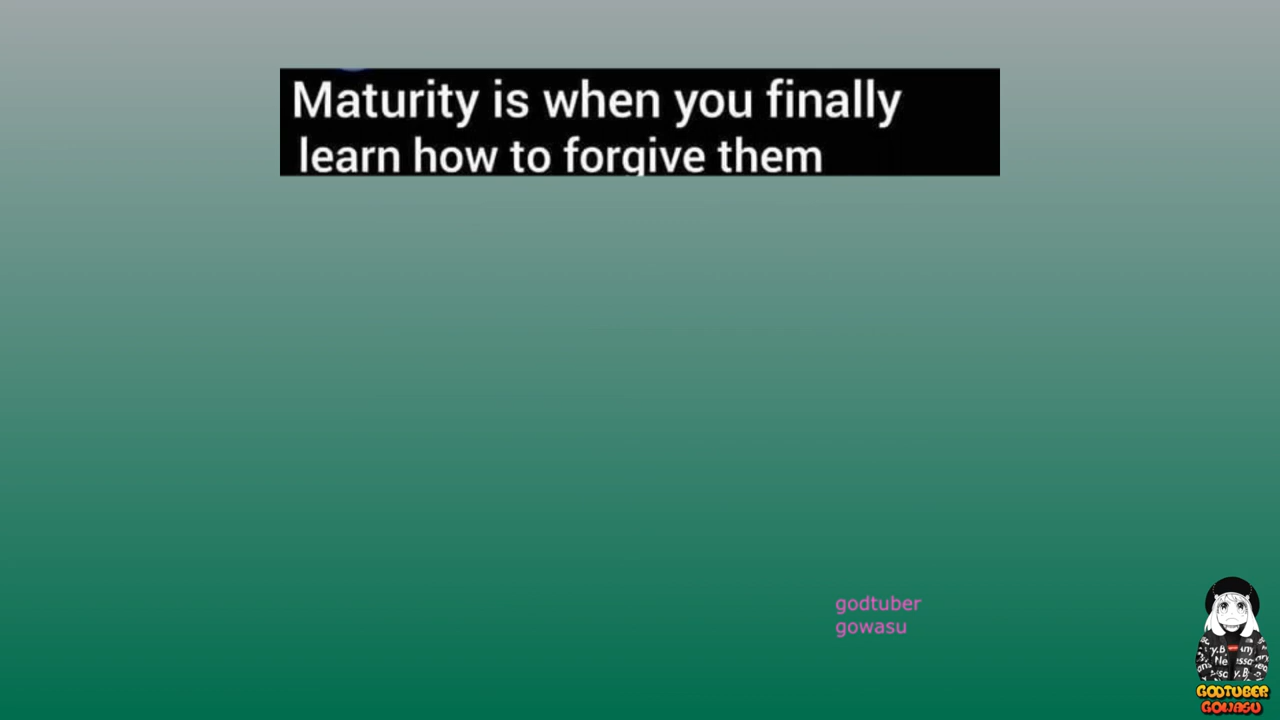 Maturity is when you finally
learn how to forgive them
godtuber
gowasu
GODTUBER
GOWASU